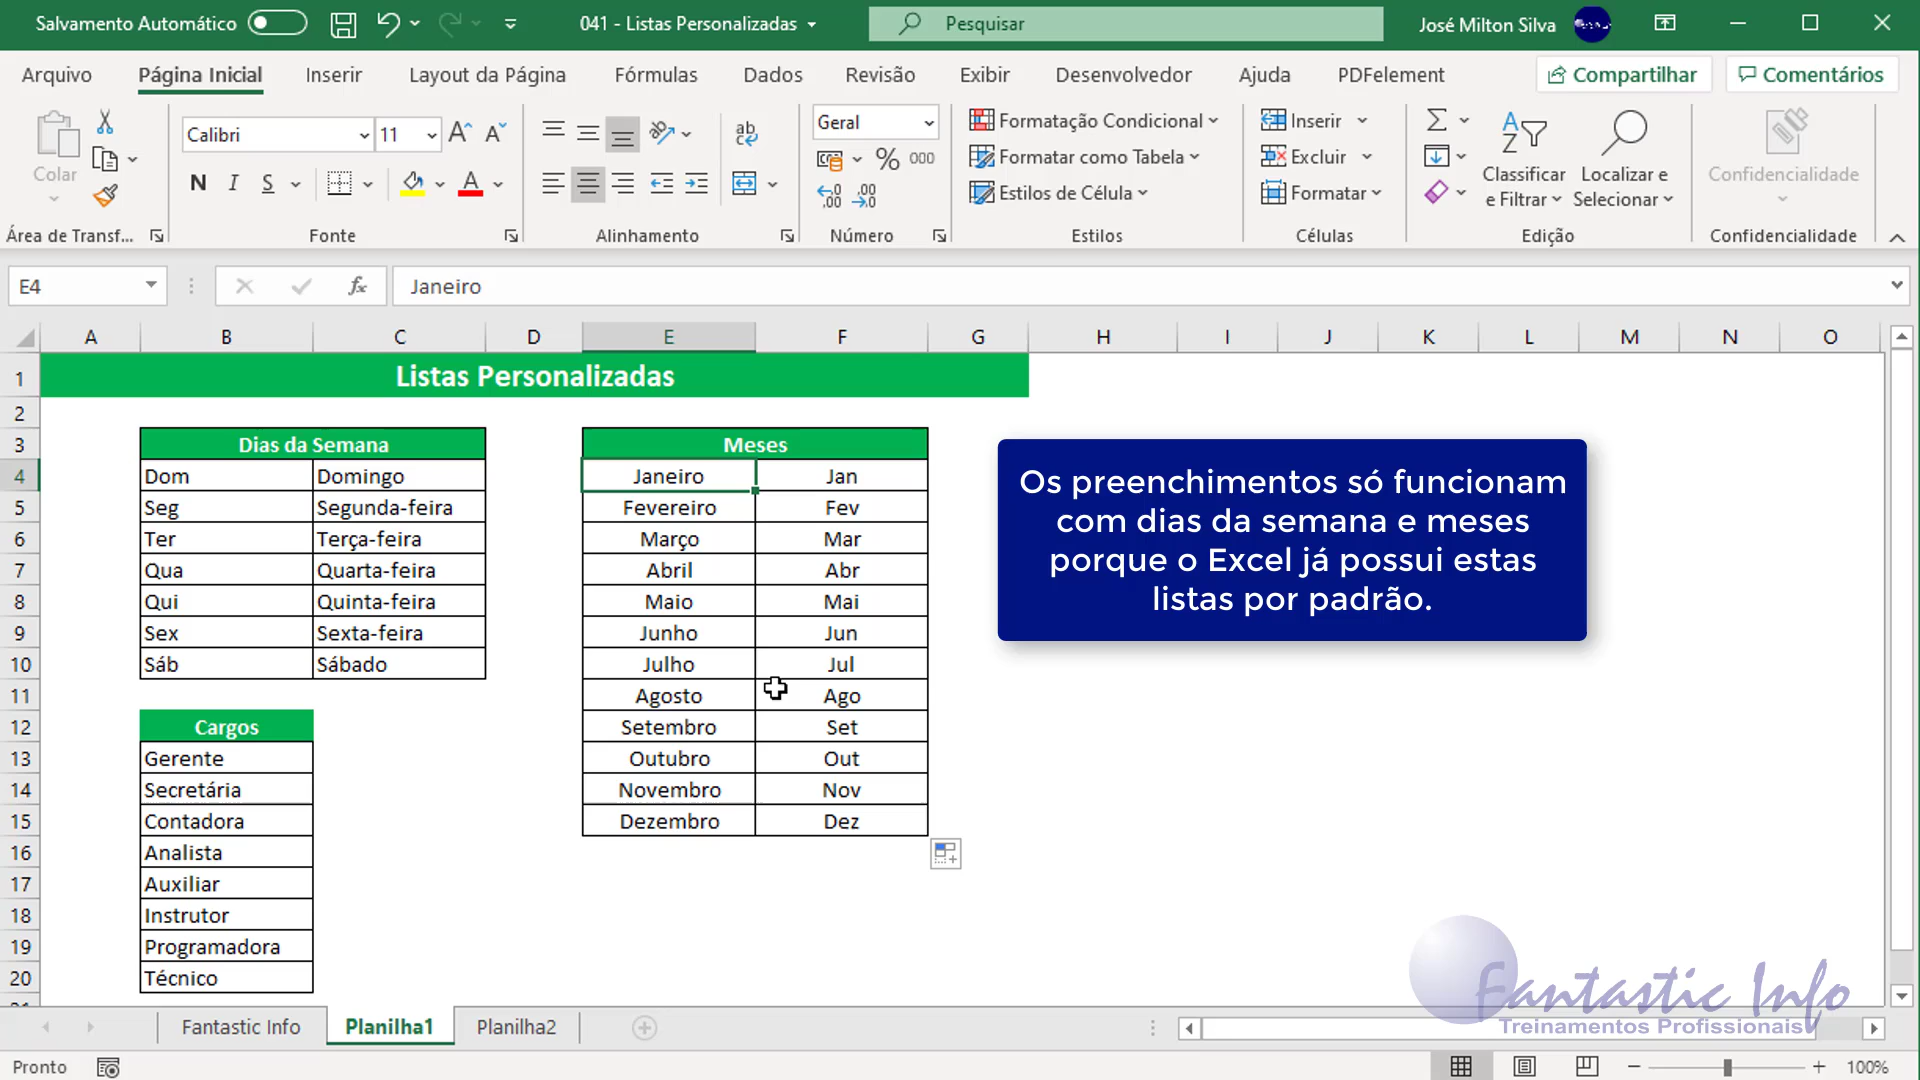 Salvamento Automático
041 - Listas Personalizadas
Pesquisar
José Milton Silva
Arquivo
Página Inicial
Inserir
Layout da Página
Fórmulas
Dados
Revisão
Exibir
Desenvolvedor
Ajuda
PDFelement
Compartilhar
Comentários
Colar
Área de Transf...
Calibri
11
N I S
Fonte
ab
Alinhamento
Geral
% 000
Número
Formatação Condicional
Formatar como Tabela
Estilos de Célula
Estilos
Inserir
Excluir
Formatar
Células
Classificar
e Filtrar
Localizar e
Selecionar
Edição
Confidencialidade
Confidencialidade
E4
fx
Janeiro
A B C D E F G H I J K L M N O
1 Listas Personalizadas
2
3 Dias da Semana Meses
4 Dom Domingo Janeiro Jan
5 Seg Segunda-feira Fevereiro Fev
6 Ter Terça-feira Março Mar
7 Qua Quarta-feira Abril Abr
8 Qui Quinta-feira Maio Mai
9 Sex Sexta-feira Junho Jun
10 Sáb Sábado Julho Jul
11 Agosto Ago
12 Cargos Setembro Set
13 Gerente Outubro Out
14 Secretária Novembro Nov
15 Contadora Dezembro Dez
16 Analista
17 Auxiliar
18 Instrutor
19 Programadora
20 Técnico
Os preenchimentos só funcionam
com dias da semana e meses
porque o Excel já possui estas
listas por padrão.
Fantastic Info
Treinamentos Profissionais
Fantastic Info
Planilha1
Planilha2
Pronto
100%